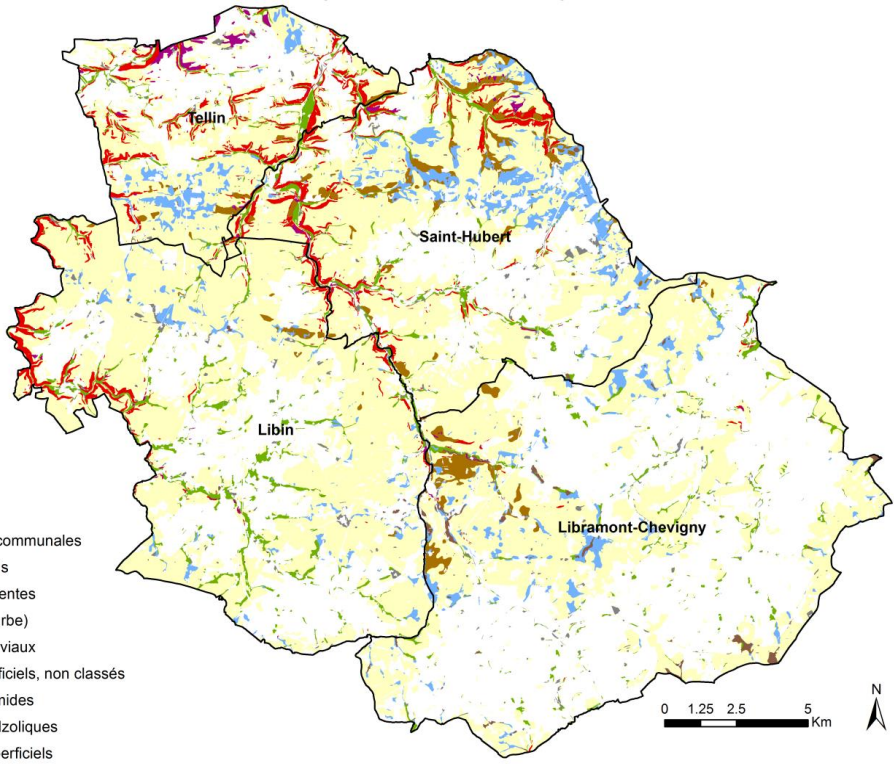 Tellin
Saint-Hubert
Libin
Libramont-Chevigny
communales
entes
rbe)
viaux
ficiels, non classés
mides
lzoliques
erficiels
0 1.25 2.5 5
Km
N